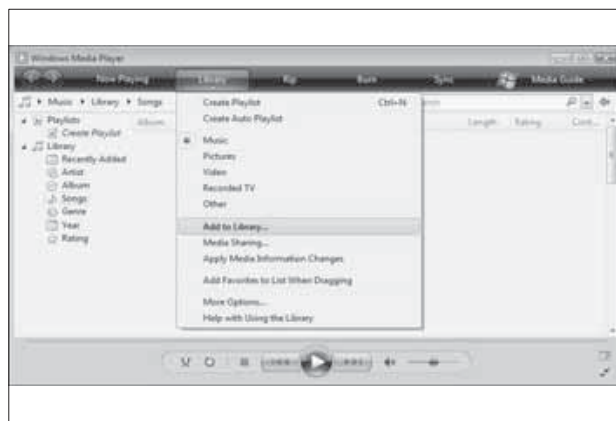 Windows Media Player
Now Playing Library Rip Burn Sync Media Guide
Music Library Songs
Playlists
Create Playlist
Library
Recently Added
Artist
Album
Songs
Genre
Year
Rating
Album
Length Rating Cont...
Create Playlist Ctrl+N
Create Auto Playlist
Music
Pictures
Video
Recorded TV
Other
Add to Library...
Media Sharing...
Apply Media Information Changes
Add Favorites to List When Dragging
More Options...
Help with Using the Library